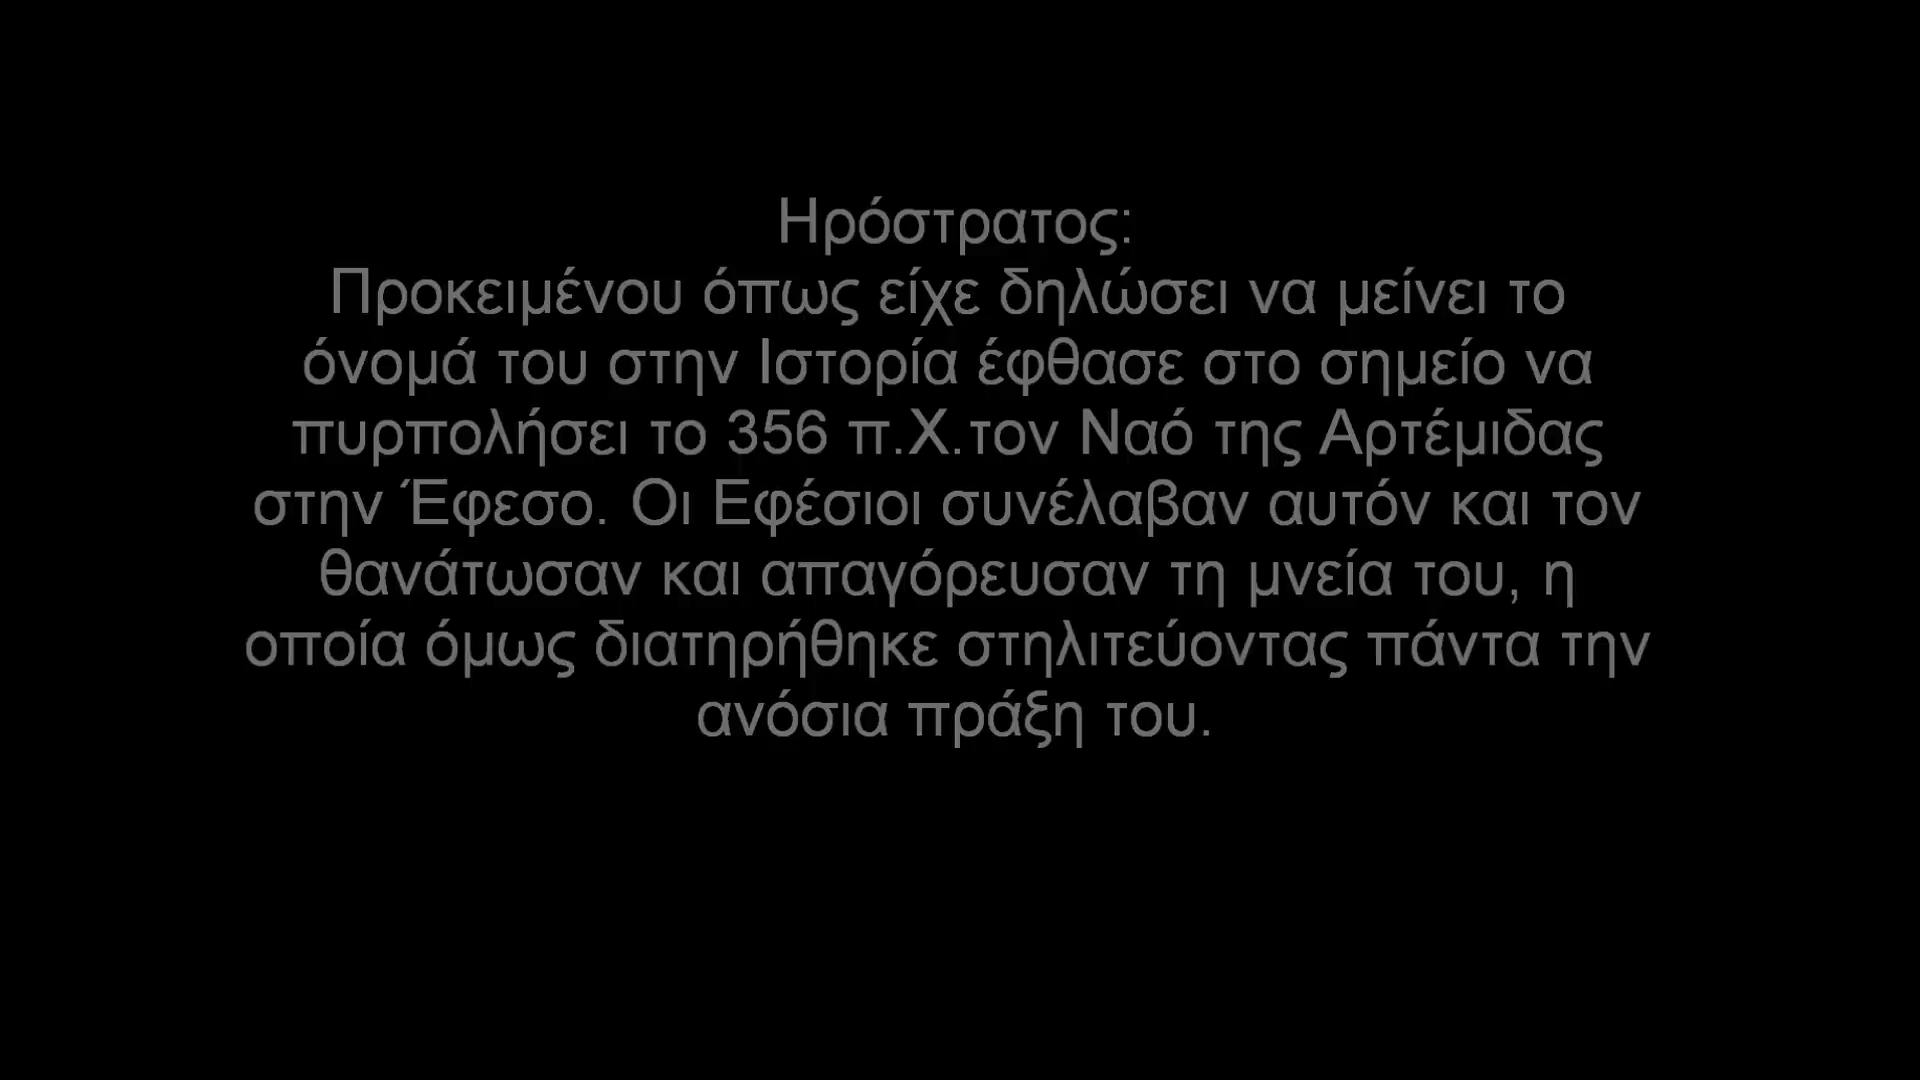 Ηρόστρατος:
Προκειμένου όπως είχε δηλώσει να μείνει το
όνομά του στην Ιστορία έφθασε στο σημείο να
πυρπολήσει το 356 π.Χ.τον Ναό της Αρτέμιδας
στην Έφεσο. Οι Εφέσιοι συνέλαβαν αυτόν και τον
θανάτωσαν και απαγόρευσαν τη μνεία του, η
οποία όμως διατηρήθηκε στηλιτεύοντας πάντα την
ανόσια πράξη του.